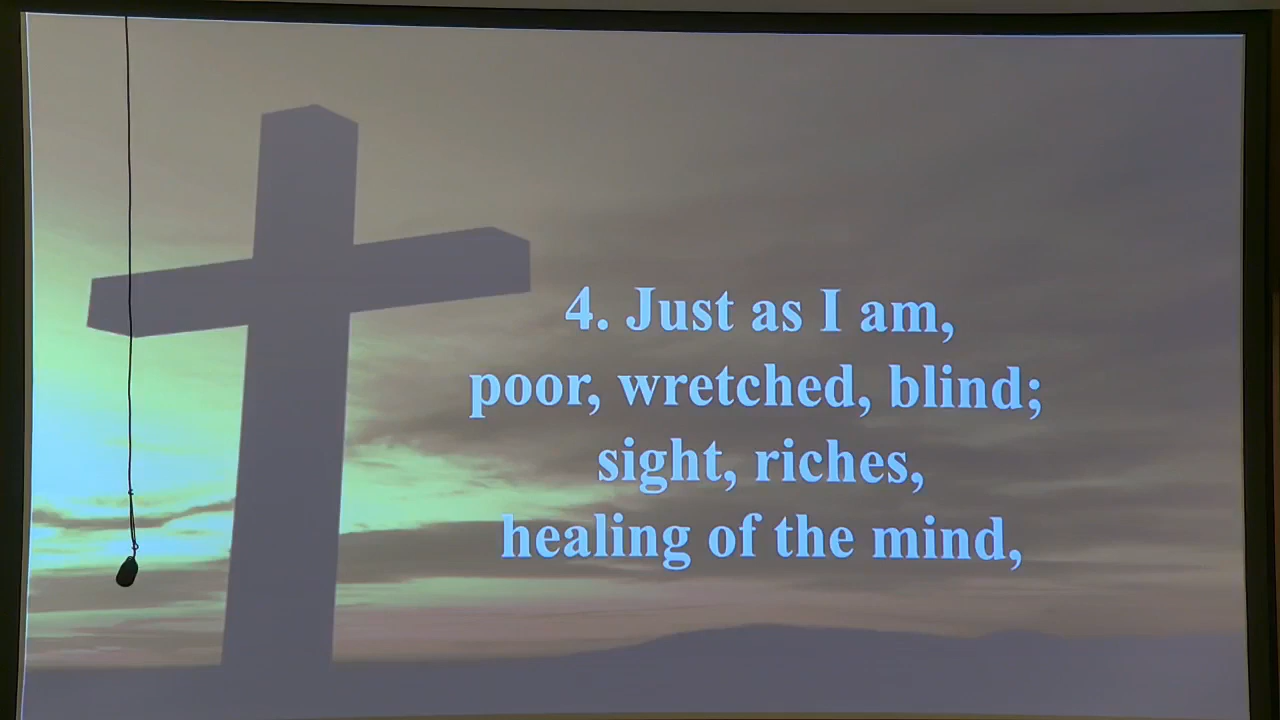 4. Just as I am,
poor, wretched, blind;
sight, riches,
healing of the mind,